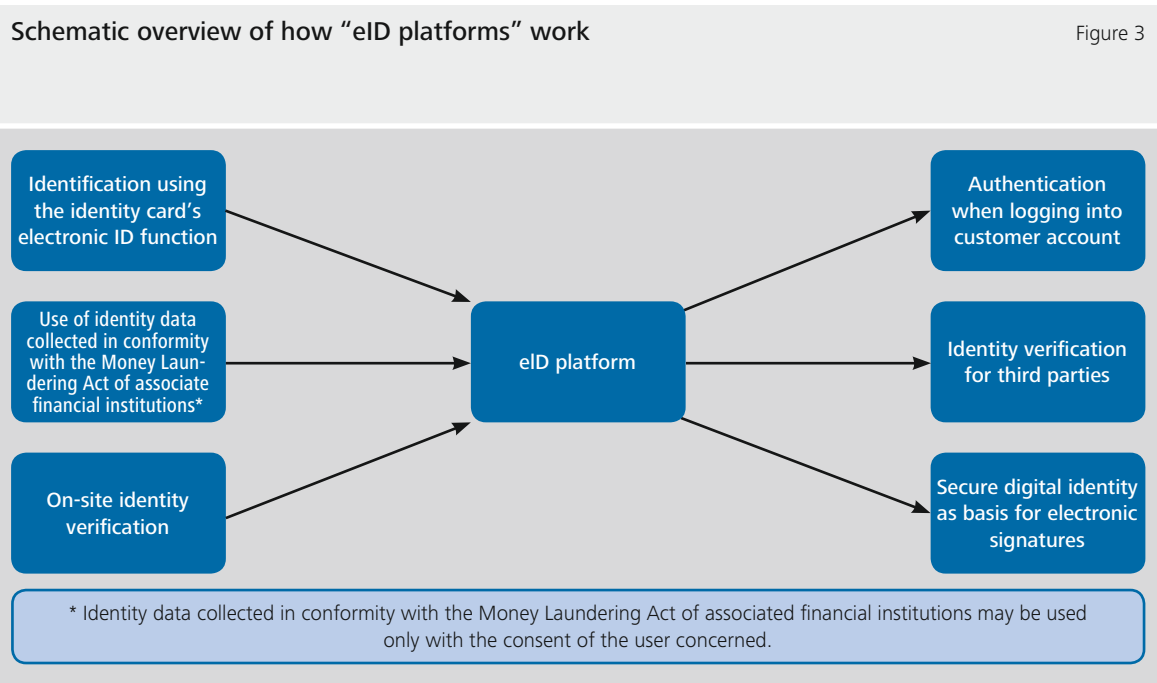 Schematic overview of how “eID platforms” work
Figure 3
Identification using
the identity card’s
electronic ID function
Use of identity data
collected in conformity
with the Money Laun-
dering Act of associate
financial institutions*
On-site identity
verification
eID platform
Authentication
when logging into
customer account
Identity verification
for third parties
Secure digital identity
as basis for electronic
signatures
* Identity data collected in conformity with the Money Laundering Act of associated financial institutions may be used
only with the consent of the user concerned.